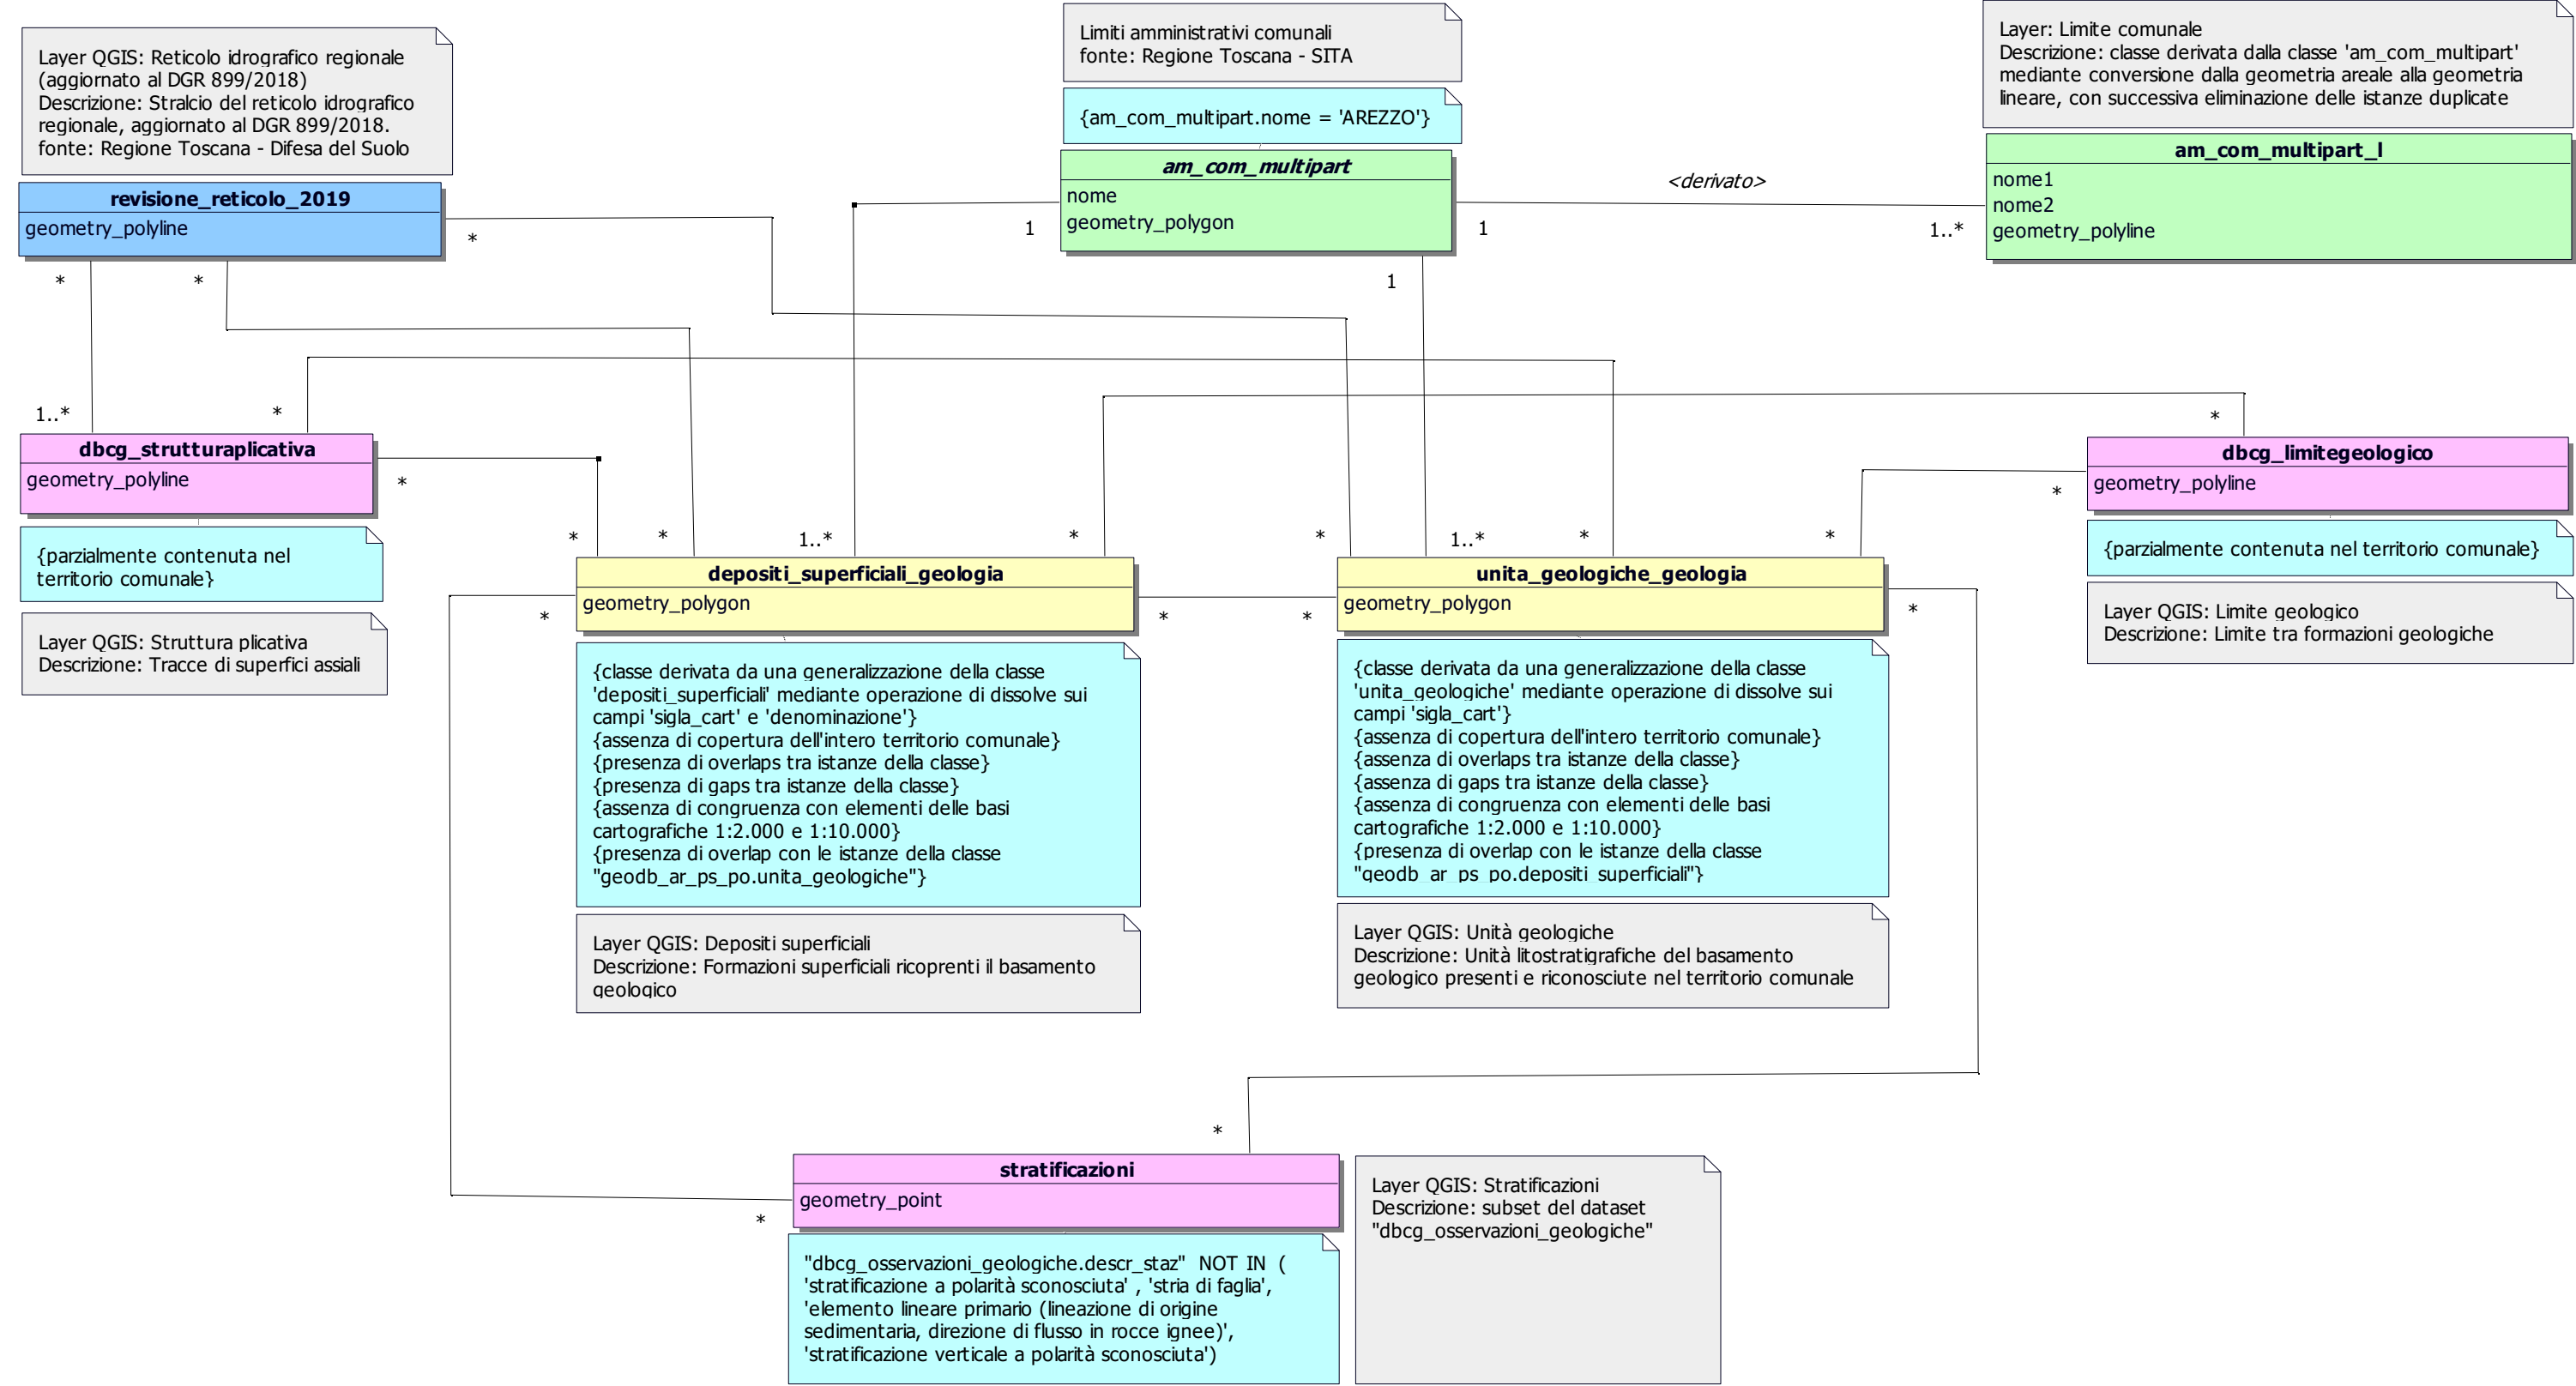 Layer QGIS: Reticolo idrografico regionale
(aggiornato al DGR 899/2018)
Descrizione: Stralcio del reticolo idrografico
regionale, aggiornato al DGR 899/2018.
fonte: Regione Toscana - Difesa del Suolo
Limiti amministrativi comunali
fonte: Regione Toscana - SITA
{am_com_multipart.nome = 'AREZZO'}
Layer: Limite comunale
Descrizione: classe derivata dalla classe 'am_com_multipart'
mediante conversione dalla geometria areale alla geometria
lineare, con successiva eliminazione delle istanze duplicate
revisione_reticolo_2019
geometry_polyline
*
*
*
am_com_multipart
nome
geometry_polygon
1
1
1
<derivato>
1..*
am_com_multipart_l
nome1
nome2
geometry_polyline
1..*
*
dbcg_strutturaplicativa
geometry_polyline
*
{parzialmente contenuta nel
territorio comunale}
Layer QGIS: Struttura plicativa
Descrizione: Tracce di superfici assiali
*
dbcg_limitegeologico
geometry_polyline
*
{parzialmente contenuta nel territorio comunale}
Layer QGIS: Limite geologico
Descrizione: Limite tra formazioni geologiche
*
*
1..*
*
depositi_superficiali_geologia
geometry_polygon
*
*
{classe derivata da una generalizzazione della classe
'depositi_superficiali' mediante operazione di dissolve sui
campi 'sigla_cart' e 'denominazione'}
{assenza di copertura dell'intero territorio comunale}
{presenza di overlaps tra istanze della classe}
{presenza di gaps tra istanze della classe}
{assenza di congruenza con elementi delle basi
cartografiche 1:2.000 e 1:10.000}
{presenza di overlap con le istanze della classe
"geodb_ar_ps_po.unita_geologiche"}
Layer QGIS: Depositi superficiali
Descrizione: Formazioni superficiali ricoprenti il basamento
geologico
*
1..*
*
*
unita_geologiche_geologia
geometry_polygon
*
*
{classe derivata da una generalizzazione della classe
'unita_geologiche' mediante operazione di dissolve sui
campi 'sigla_cart'}
{assenza di copertura dell'intero territorio comunale}
{assenza di overlaps tra istanze della classe}
{assenza di gaps tra istanze della classe}
{assenza di congruenza con elementi delle basi
cartografiche 1:2.000 e 1:10.000}
{presenza di overlap con le istanze della classe
"geodb_ar_ps_po.depositi_superficiali"}
Layer QGIS: Unità geologiche
Descrizione: Unità litostratigrafiche del basamento
geologico presenti e riconosciute nel territorio comunale
*
*
stratificazioni
geometry_point
"dbcg_osservazioni_geologiche.descr_staz" NOT IN (
'stratificazione a polarità sconosciuta' , 'stria di faglia',
'elemento lineare primario (lineazione di origine
sedimentaria, direzione di flusso in rocce ignee)',
'stratificazione verticale a polarità sconosciuta')
Layer QGIS: Stratificazioni
Descrizione: subset del dataset
"dbcg_osservazioni_geologiche"